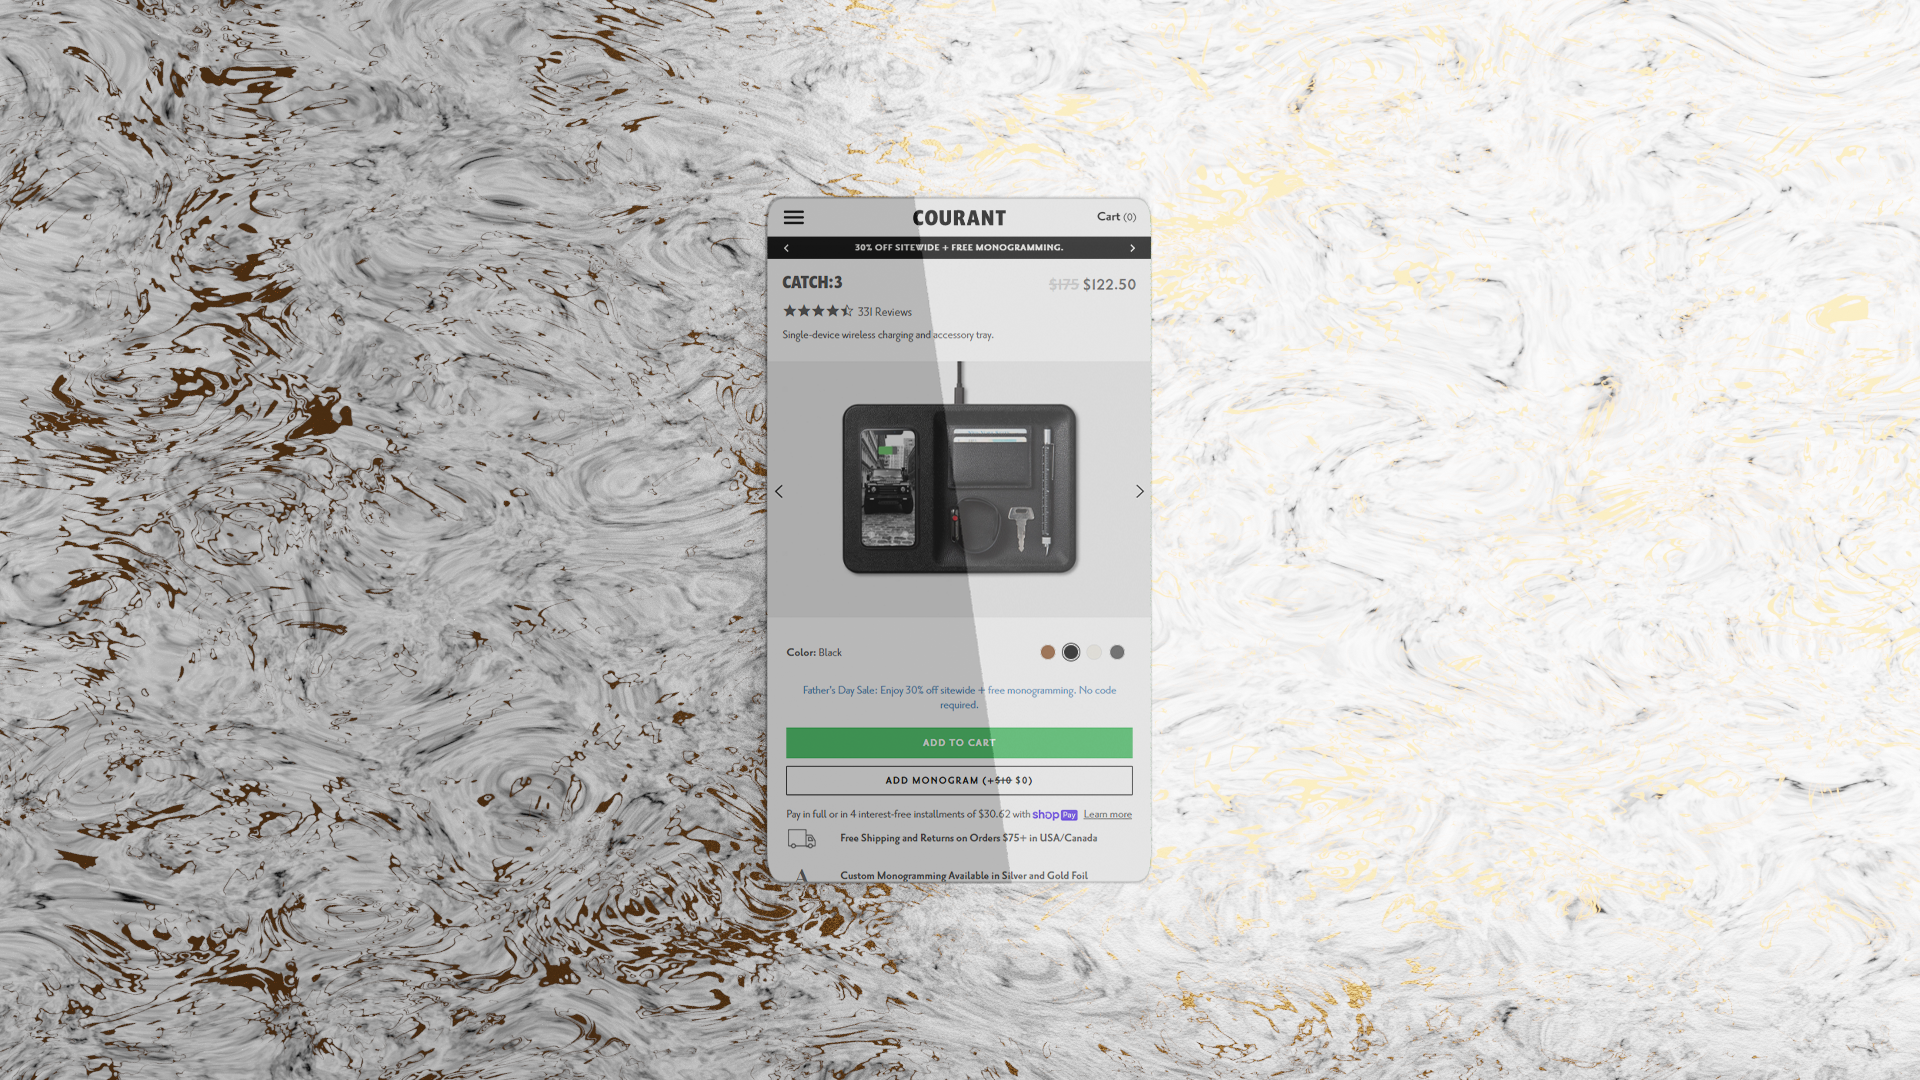 COURANT
Cart (0)
30% OFF SITEWIDE + FREE MONOGRAMMING.
CATCH:3
$175 $122.50
331 Reviews
Single-device wireless charging and accessory tray.
Color: Black
Father's Day Sale: Enjoy 30% off sitewide + free monogramming. No code
required.
ADD TO CART
ADD MONOGRAM (+$10 $0)
Pay in full or in 4 interest-free installments of $30.62 with shop Pay Learn more
Free Shipping and Returns on Orders $75+ in USA/Canada
A
Custom Monogramming Available in Silver and Gold Foil